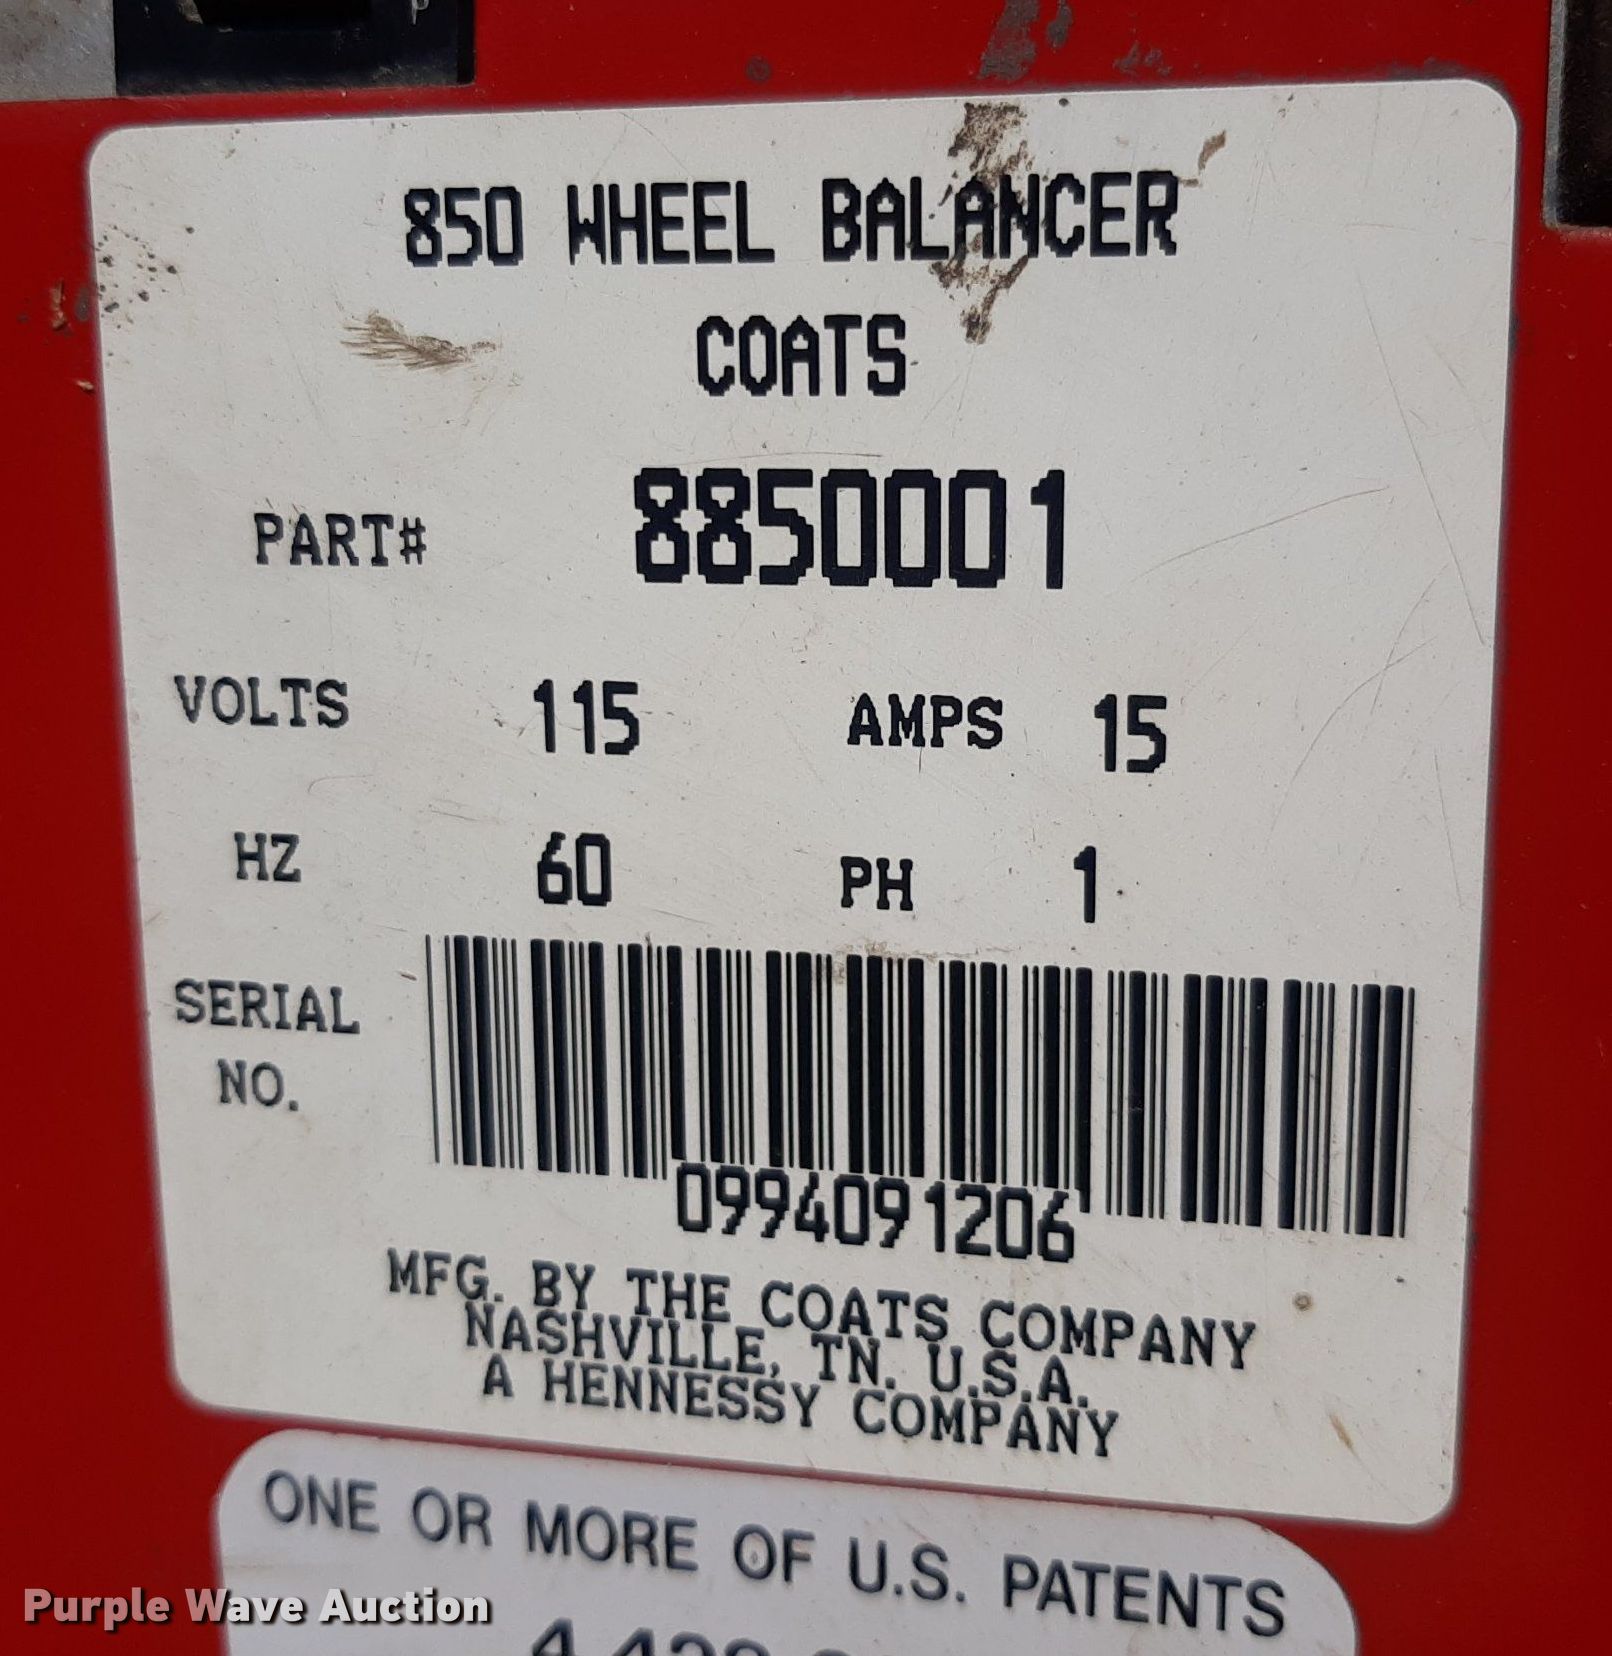 850 WHEEL BALANCER
COATS
PART# 8850001
VOLTS 115 AMPS 15
HZ 60 PH 1
SERIAL
NO.
0994091206
MFG. BY THE COATS COMPANY
NASHVILLE, TN. U.S.A.
A HENNESSY COMPANY
ONE OR MORE OF U.S. PATENTS
Purple Wave Auction